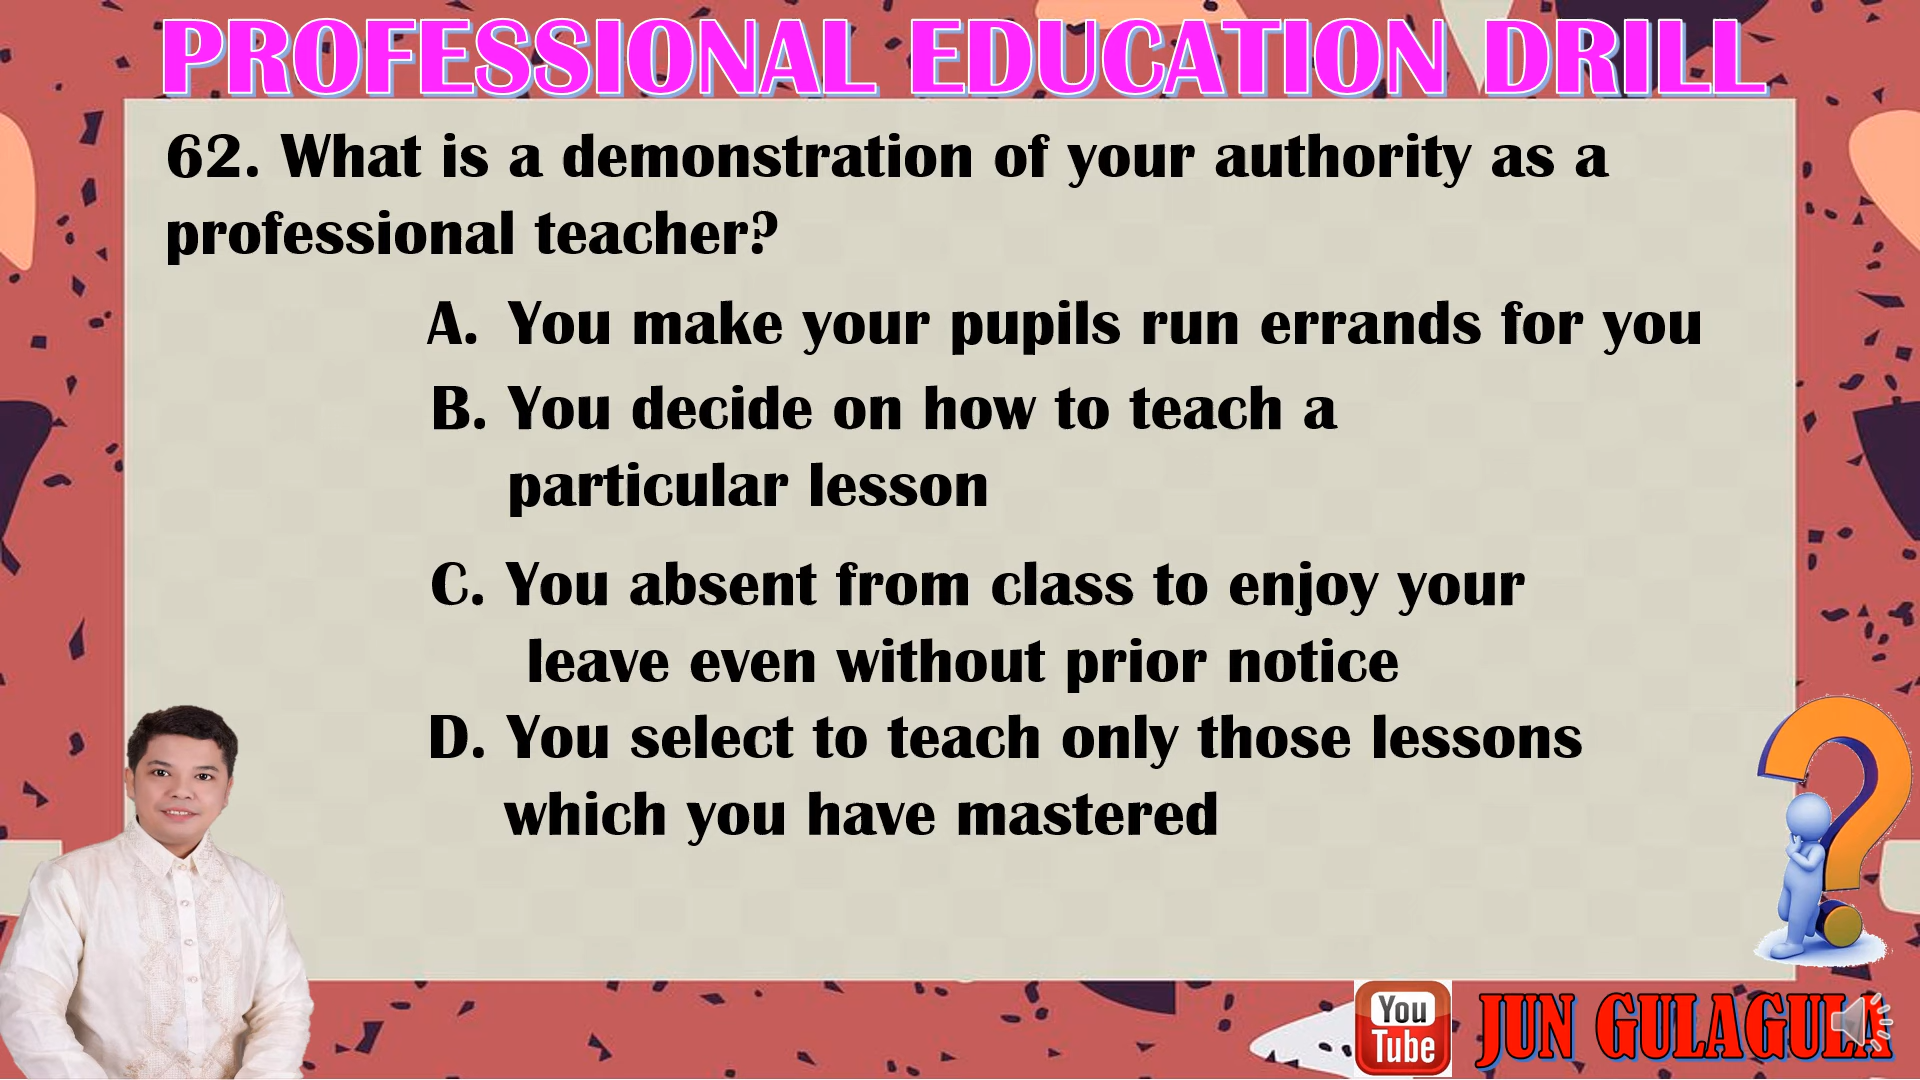 PROFESSIONAL EDUCATION DRILL
62. What is a demonstration of your authority as a
professional teacher?
A. You make your pupils run errands for you
B. You decide on how to teach a
particular lesson
C. You absent from class to enjoy your
leave even without prior notice
D. You select to teach only those lessons
which you have mastered
You
Tube
JUN GULAGULA